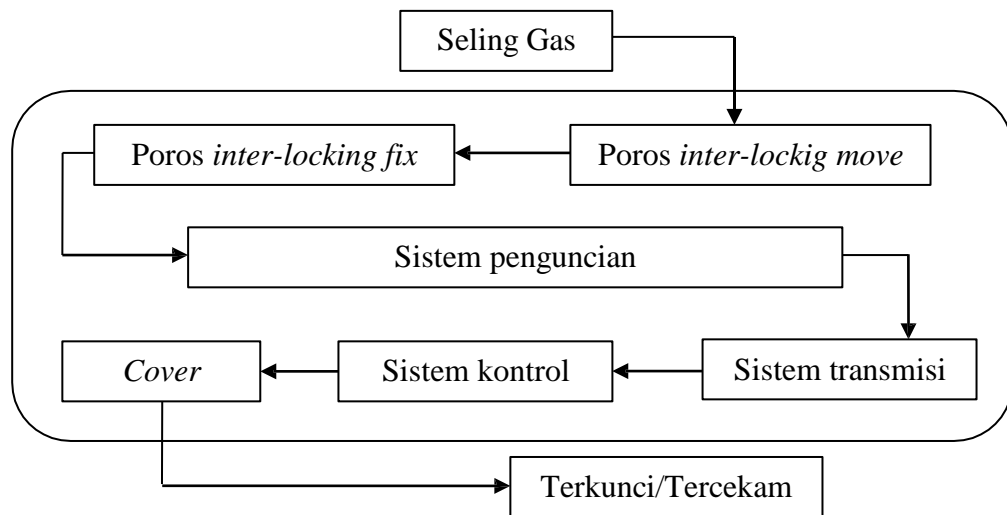 Seling Gas
Poros inter-locking fix
Poros inter-lockig move
Sistem penguncian
Cover
Sistem kontrol
Sistem transmisi
Terkunci/Tercekam